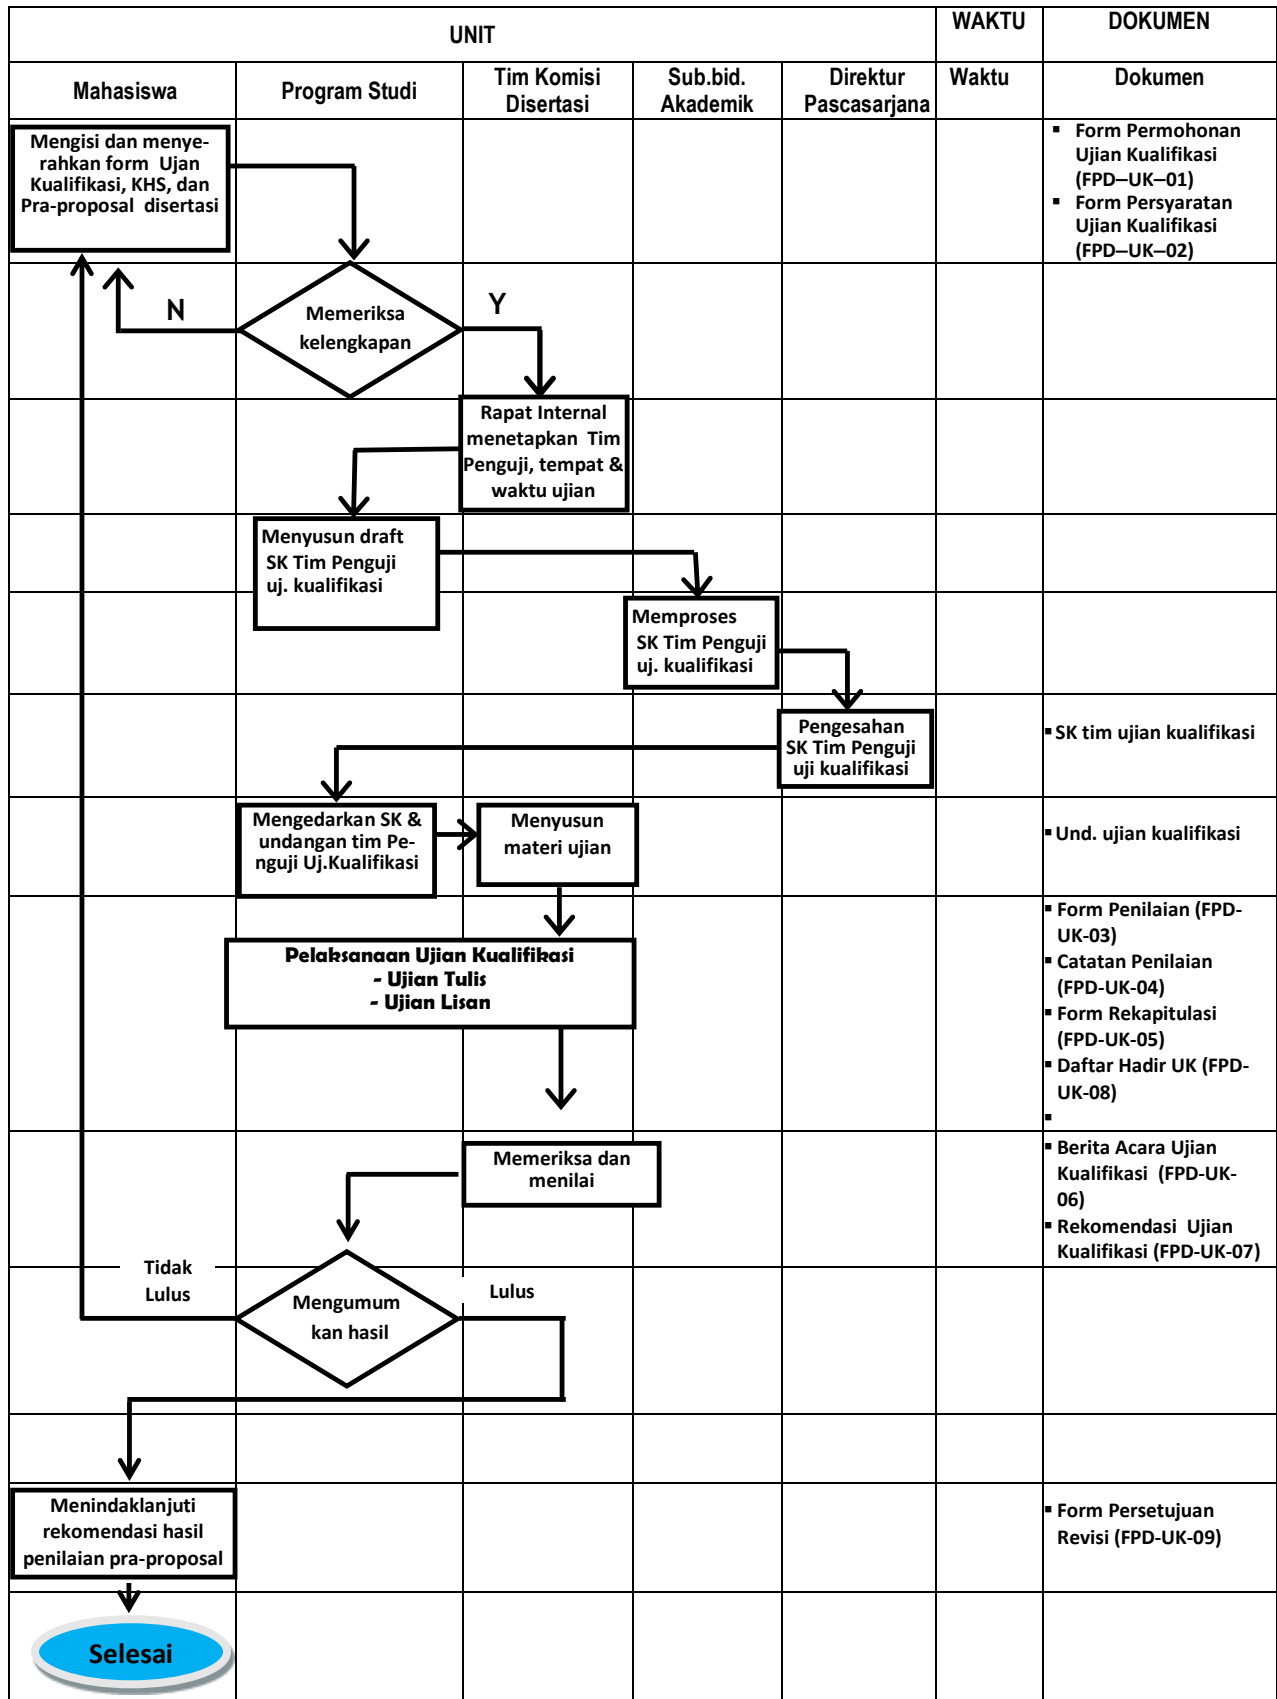 UNIT
WAKTU
DOKUMEN
Mahasiswa
Program Studi
Tim Komisi
Disertasi
Sub.bid.
Akademik
Direktur
Pascasarjana
Waktu
Dokumen
Mengisi dan menye-
rahkan form Ujan
Kualifikasi, KHS, dan
Pra-proposal disertasi
▪ Form Permohonan
Ujian Kualifikasi
(FPD–UK–01)
▪ Form Persyaratan
Ujian Kualifikasi
(FPD–UK–02)
N
Memeriksa
kelengkapan
Y
Rapat Internal
menetapkan Tim
Penguji, tempat &
waktu ujian
Menyusun draft
SK Tim Penguji
uj. kualifikasi
Memproses
SK Tim Penguji
uj. kualifikasi
Pengesahan
SK Tim Penguji
uji kualifikasi
▪ SK tim ujian kualifikasi
Mengedarkan SK &
undangan tim Pe-
nguji Uj.Kualifikasi
Menyusun
materi ujian
▪ Und. ujian kualifikasi
Pelaksanaan Ujian Kualifikasi
- Ujian Tulis
- Ujian Lisan
▪ Form Penilaian (FPD-
UK-03)
▪ Catatan Penilaian
(FPD-UK-04)
▪ Form Rekapitulasi
(FPD-UK-05)
▪ Daftar Hadir UK (FPD-
UK-08)
▪
Memeriksa dan
menilai
▪ Berita Acara Ujian
Kualifikasi (FPD-UK-
06)
▪ Rekomendasi Ujian
Kualifikasi (FPD-UK-07)
Tidak
Lulus
Mengumum
kan hasil
Lulus
Menindaklanjuti
rekomendasi hasil
penilaian pra-proposal
▪ Form Persetujuan
Revisi (FPD-UK-09)
Selesai